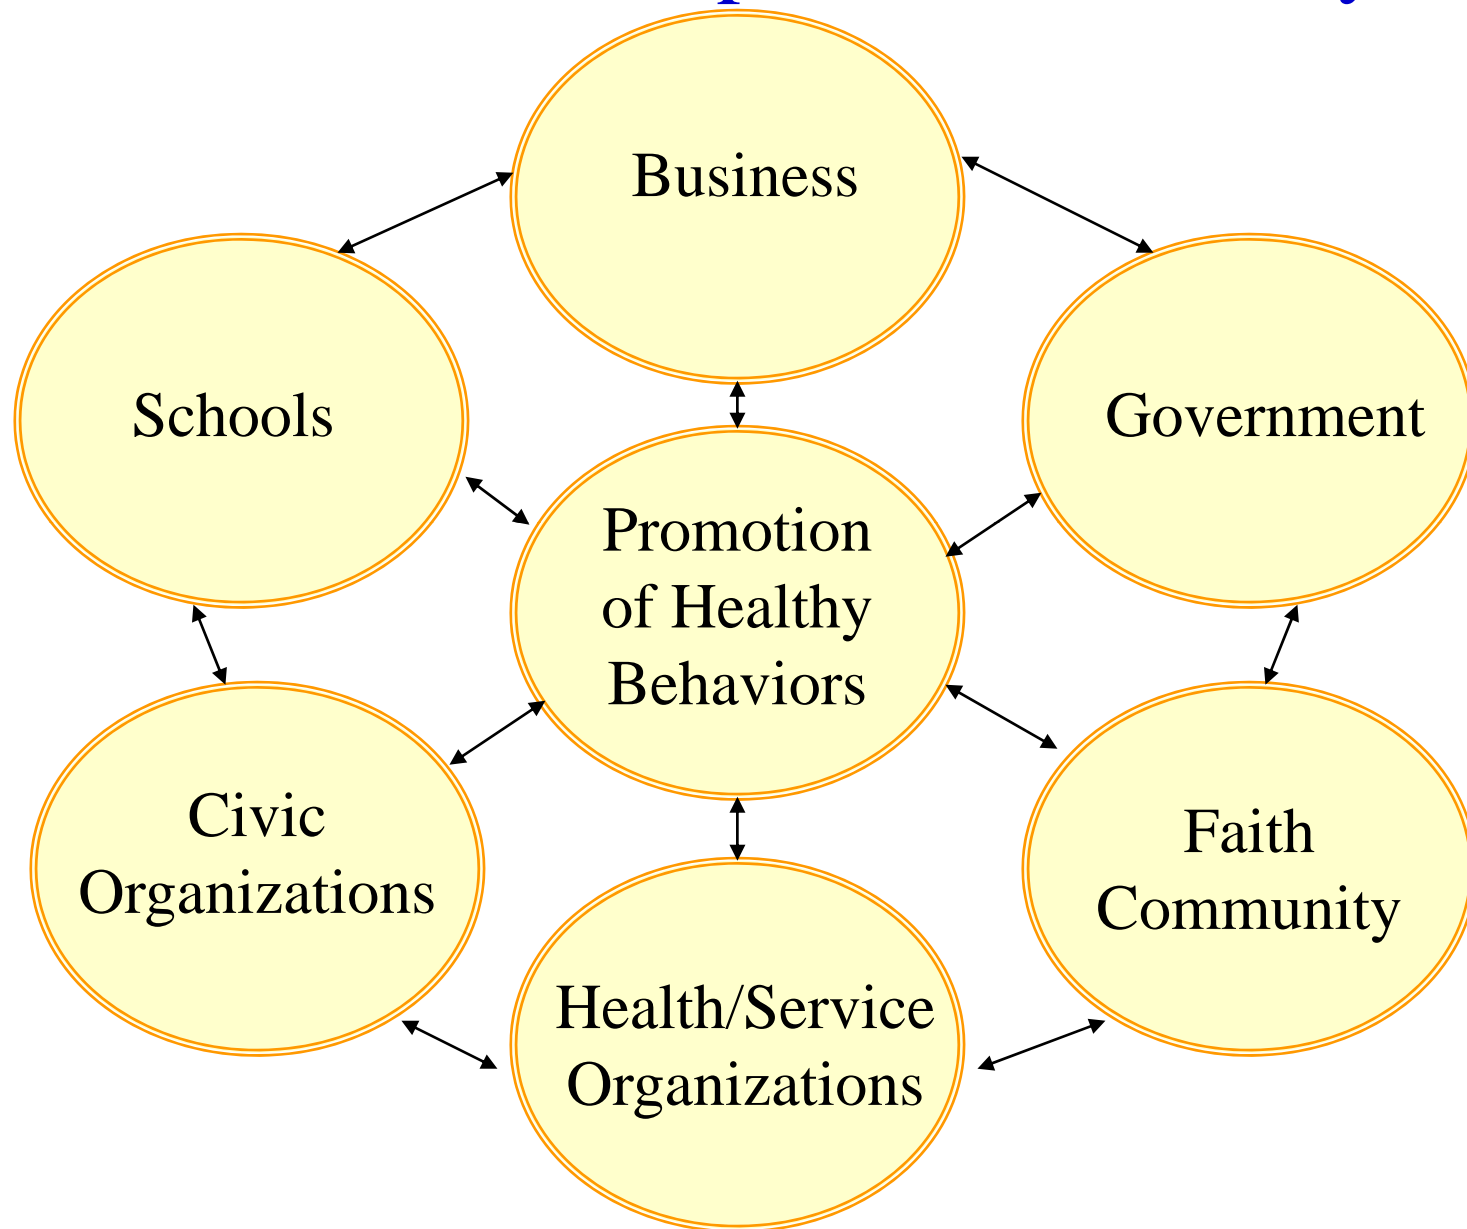 Business
Schools
Government
Promotion
of Healthy
Behaviors
Civic
Organizations
Faith
Community
Health/Service
Organizations